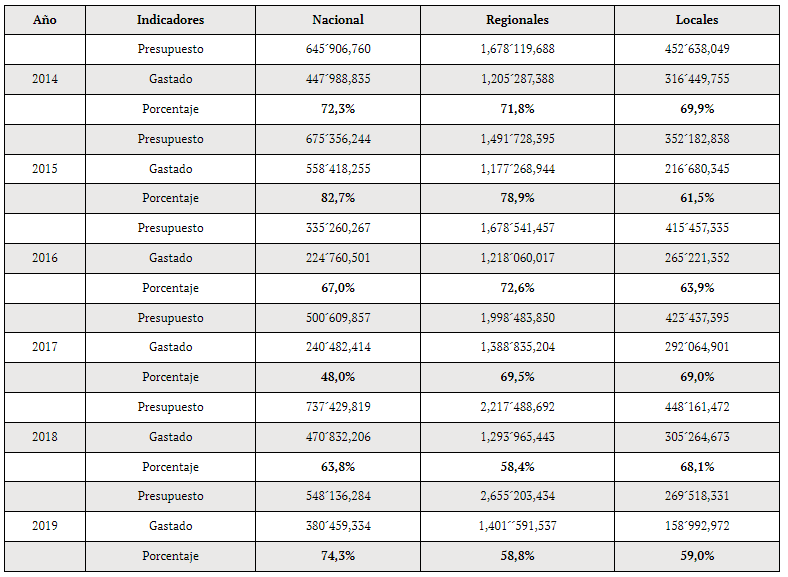 Año Indicadores Nacional Regionales Locales
Presupuesto 645´906,760 1,678´119,688 452´638,049
2014 Gastado 447´988,835 1,205´287,388 316´449,755
Porcentaje 72,3% 71,8% 69,9%
Presupuesto 675´356,244 1,491´728,395 352´182,838
2015 Gastado 558´418,255 1,177´268,944 216´680,345
Porcentaje 82,7% 78,9% 61,5%
Presupuesto 335´260,267 1,678´541,457 415´457,335
2016 Gastado 224´760,501 1,218´060,017 265´221,352
Porcentaje 67,0% 72,6% 63,9%
Presupuesto 500´609,857 1,998´483,850 423´437,395
2017 Gastado 240´482,414 1,388´835,204 292´064,901
Porcentaje 48,0% 69,5% 69,0%
Presupuesto 737´429,819 2,217´488,692 448´161,472
2018 Gastado 470´832,206 1,293´965,443 305´264,673
Porcentaje 63,8% 58,4% 68,1%
Presupuesto 548´136,284 2,655´203,434 269´518,331
2019 Gastado 380´459,334 1,401´´591,537 158´992,972
Porcentaje 74,3% 58,8% 59,0%